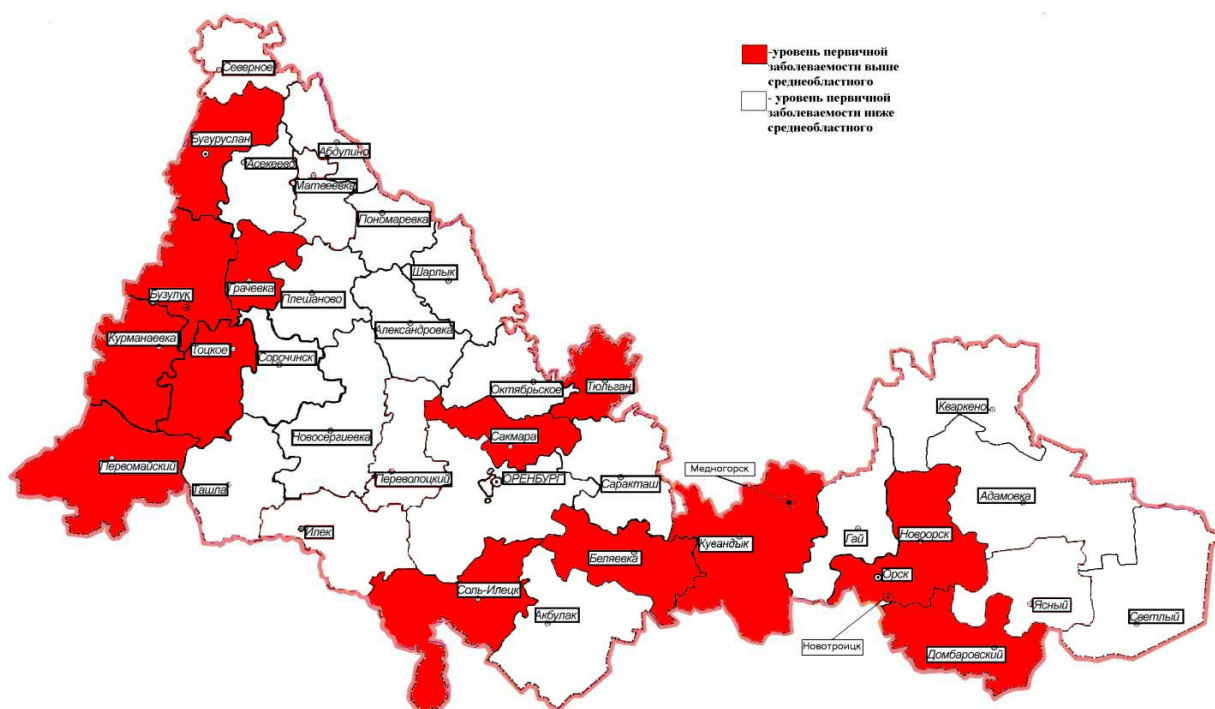 -уровень первичной
заболеваемости выше
среднеобластного
- уровень первичной
заболеваемости ниже
среднеобластного
Северное
Бугуруслан
Абдулино
Асекеево
Матвеевка
Пономаревка
Шарлык
Грачевка
Плешаново
Бузулук
Александровка
Курманаевка
Тоцкое
Сорочинск
Октябрьское
Тюльган
Кваркено
Новосергиевка
Сакмара
Первомайский
Медногорск
Переволоцкий
ОРЕНБУРГ
Саракташ
Ташла
Адамовка
Илек
Гай
Новоорск
Кувандык
Беляевка
Орск
Соль-Илецк
Ясный
Акбулак
Светлый
Новотроицк
Домбаровский